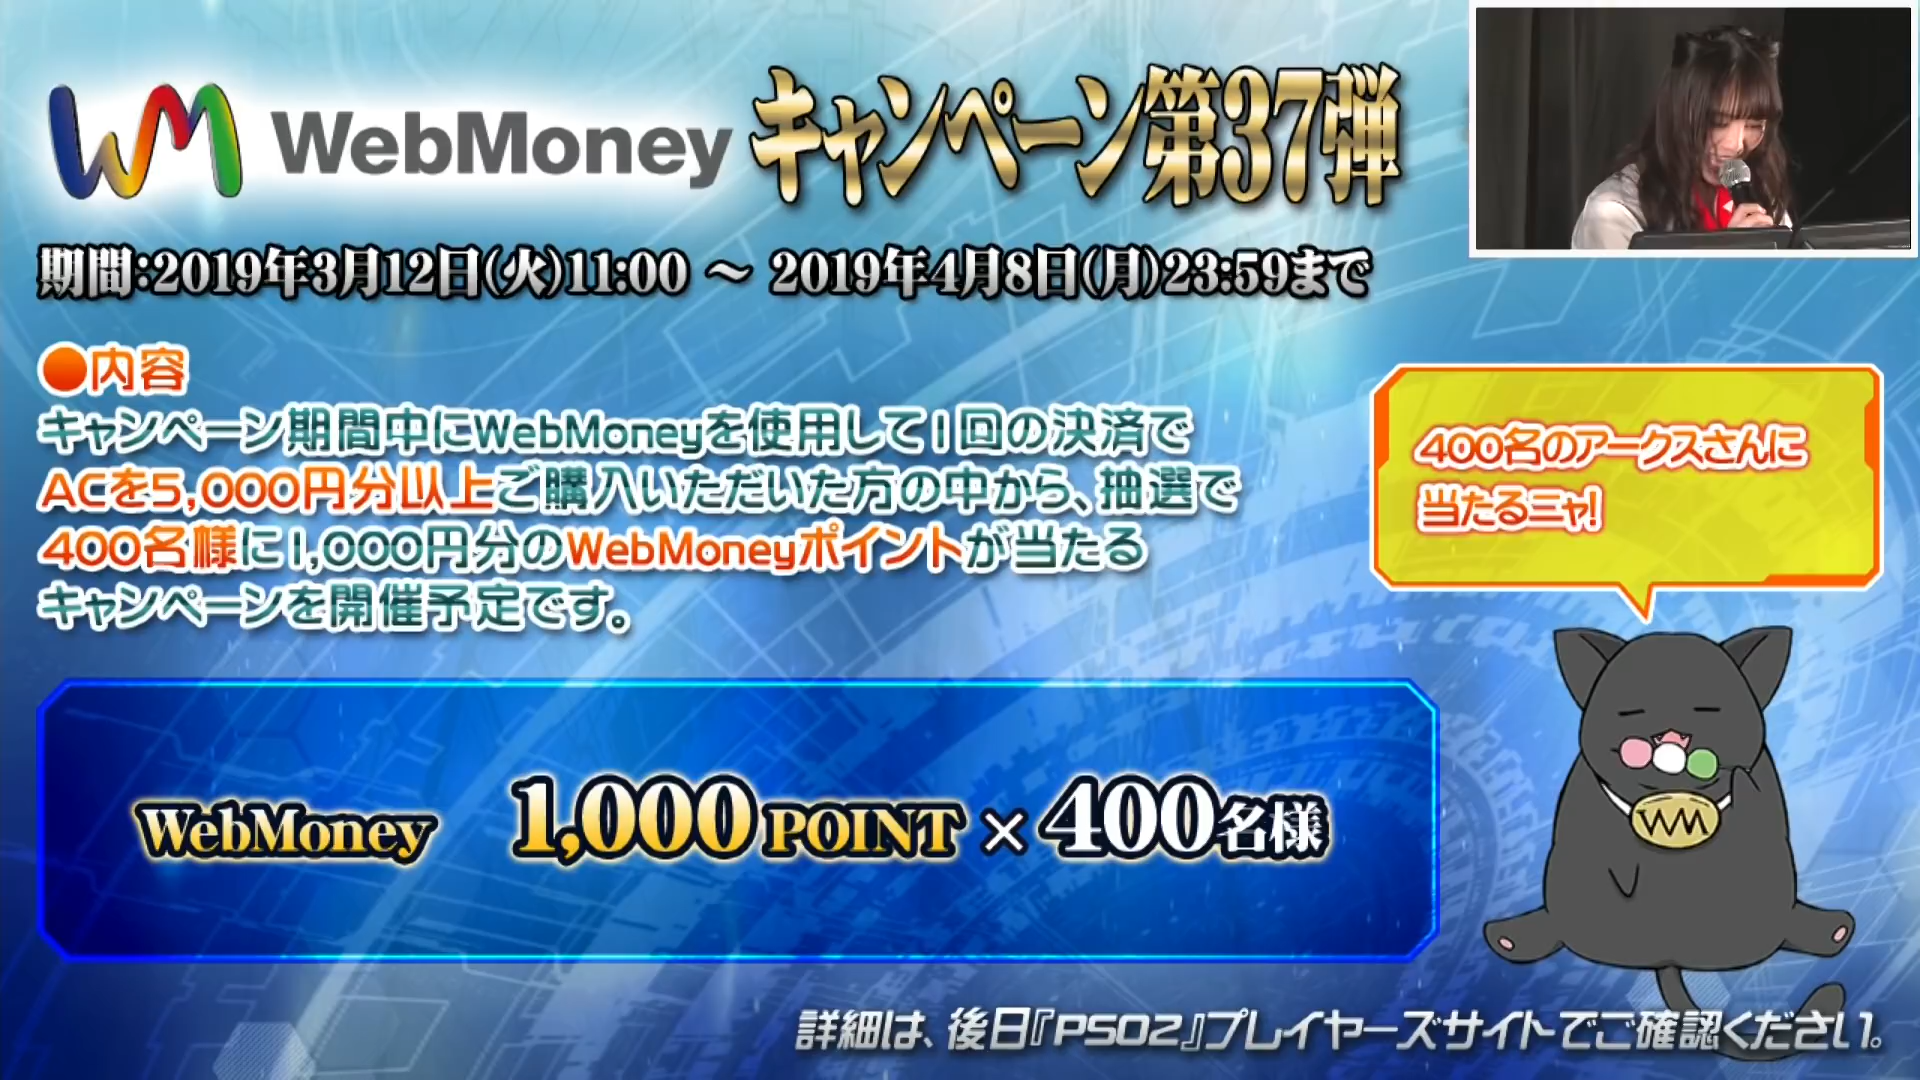 WM WebMoney キャンペーン第37弾
期間:2019年3月12日(火)11:00 ～ 2019年4月8日(月)23:59まで
●内容
キャンペーン期間中にWebMoneyを使用して1回の決済で
ACを5,000円分以上ご購入いただいた方の中から、抽選で
400名様に1,000円分のWebMoneyポイントが当たる
キャンペーンを開催予定です。
400名のアークスさんに
当たるニャ!
WM
WebMoney 1,000 POINT × 400名様
詳細は、後日『PSO2』プレイヤーズサイトでご確認ください。